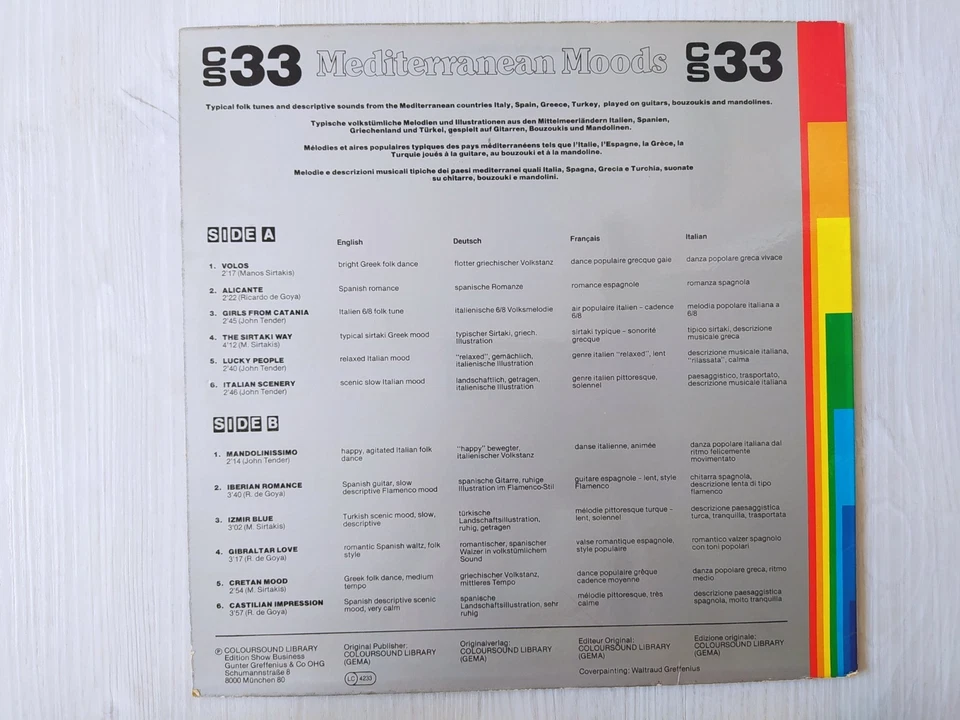 CS 33 Mediterranean Moods CS 33
Typical folk tunes and descriptive sounds from the Mediterranean countries Italy, Spain, Greece, Turkey, played on guitars, bouzoukis and mandolines.
Typische volkstümliche Melodien und Illustrationen aus den Mittelmeerländern Italien, Spanien,
Griechenland und Türkei, gespielt auf Gitarren, Bouzoukis und Mandolinen.
Mélodies et aires populaires typiques des pays méditerranéens tels que l'Italie, l'Espagne, la Grèce, la
Turquie joués à la guitare, au bouzouki et à la mandoline.
Melodie e descrizioni musicali tipiche dei paesi mediterranei quali Italia, Spagna, Grecia e Turchia, suonate
su chitarre, bouzouki e mandolini.
SIDE A English Deutsch Français Italian
1. VOLOS bright Greek folk dance flotter griechischer Volkstanz dance populaire grecque gaie danza popolare greca vivace
2'17 (Manos Sirtakis)
2. ALICANTE Spanish romance spanische Romanze romance espagnole romanza spagnola
2'22 (Ricardo de Goya)
3. GIRLS FROM CATANIA Italien 6/8 folk tune italienische 6/8 Volksmelodie air populaire italien - cadence melodia popolare italiana a
2'45 (John Tender) 6/8 6/8
4. THE SIRTAKI WAY typical sirtaki Greek mood typischer Sirtaki, griech. sirtaki typique - sonorité tipico sirtaki, descrizione
4'12 (M. Sirtakis) Illustration grecque musicale greca
5. LUCKY PEOPLE relaxed Italian mood "relaxed", gemächlich, genre italien "relaxed", lent descrizione musicale italiana,
2'40 (John Tender) italienische Illustration "rilassata", calma
6. ITALIAN SCENERY scenic slow Italian mood landschaftlich, getragen, genre italien pittoresque, paesaggistico, trasportato,
2'46 (John Tender) italienische Illustration solennel descrizione musicale italiana
SIDE B
1. MANDOLINISSIMO happy, agitated Italian folk "happy" bewegter, danse italienne, animée danza popolare italiana dal
2'14 (John Tender) dance italienischer Volkstanz ritmo felicemente
movimentato
2. IBERIAN ROMANCE Spanish guitar, slow spanische Gitarre, ruhige guitare espagnole - lent, style chitarra spagnola,
3'40 (R. de Goya) descriptive Flamenco mood Illustration im Flamenco-Stil Flamenco descrizione lenta di tipo
flamenco
3. IZMIR BLUE Turkish scenic mood, slow, türkische mélodie pittoresque turque - descrizione paesaggistica
3'02 (M. Sirtakis) descriptive Landschaftsillustration, lent, solennel turca, tranquilla, trasportata
ruhig, getragen
4. GIBRALTAR LOVE romantic Spanish waltz, folk romantischer, spanischer valse romantique espagnole, romantico valzer spagnolo
3'17 (R. de Goya) style Walzer in volkstümlichem style populaire con toni popolari
Sound
5. CRETAN MOOD Greek folk dance, medium griechischer Volkstanz, dance populaire grèque danza popolare greca, ritmo
2'54 (M. Sirtakis) tempo mittleres Tempo cadence moyenne medio
6. CASTILIAN IMPRESSION Spanish descriptive scenic spanische mélodie pittoresque, très descrizione paesaggistica
3'57 (R. de Goya) mood, very calm Landschaftsillustration, sehr calme spagnola, molto tranquilla
ruhig
℗ COLOURSOUND LIBRARY
Edition Show Business
Gunter Greffenius & Co OHG
Schumannstraße 8
8000 München 80
Original Publisher:
COLOURSOUND LIBRARY
(GEMA)
LC 4233
Originalverlag:
COLOURSOUND LIBRARY
(GEMA)
Editeur Original:
COLOURSOUND LIBRARY
(GEMA)
Edizione originale:
COLOURSOUND LIBRARY
(GEMA)
Coverpainting: Waltraud Greffenius